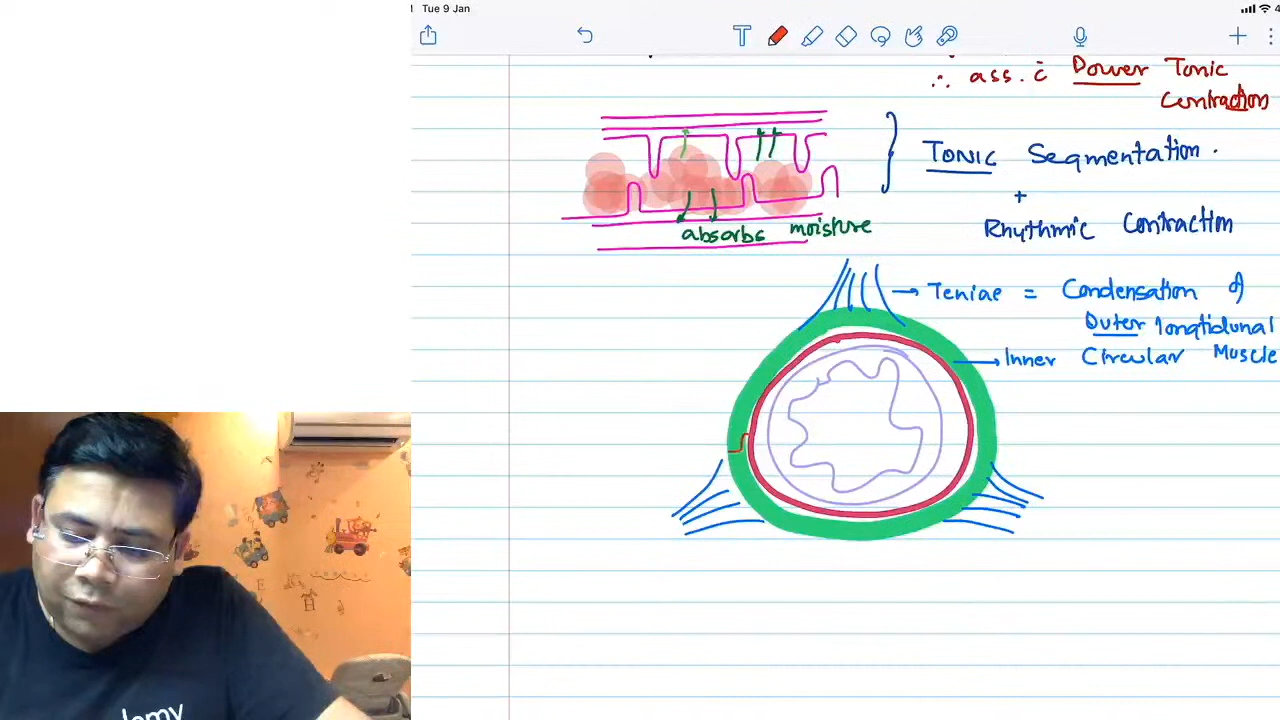 Tue 9 Jan
∴ ass. c̄ Power Tonic
Contraction
TONIC Segmentation.
+
Rhythmic Contraction
absorbs moisture
→ Teniae = Condensation of
Outer longtidunal
→ Inner Circular Muscle